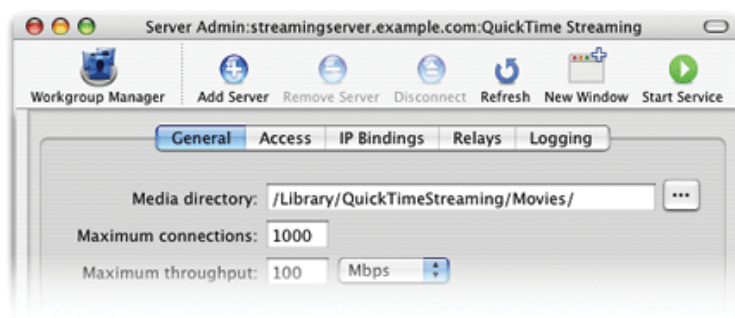 Server Admin:streamingserver.example.com:QuickTime Streaming
Workgroup Manager Add Server Remove Server Disconnect Refresh New Window Start Service
General Access IP Bindings Relays Logging
Media directory: /Library/QuickTimeStreaming/Movies/ ...
Maximum connections: 1000
Maximum throughput: 100 Mbps